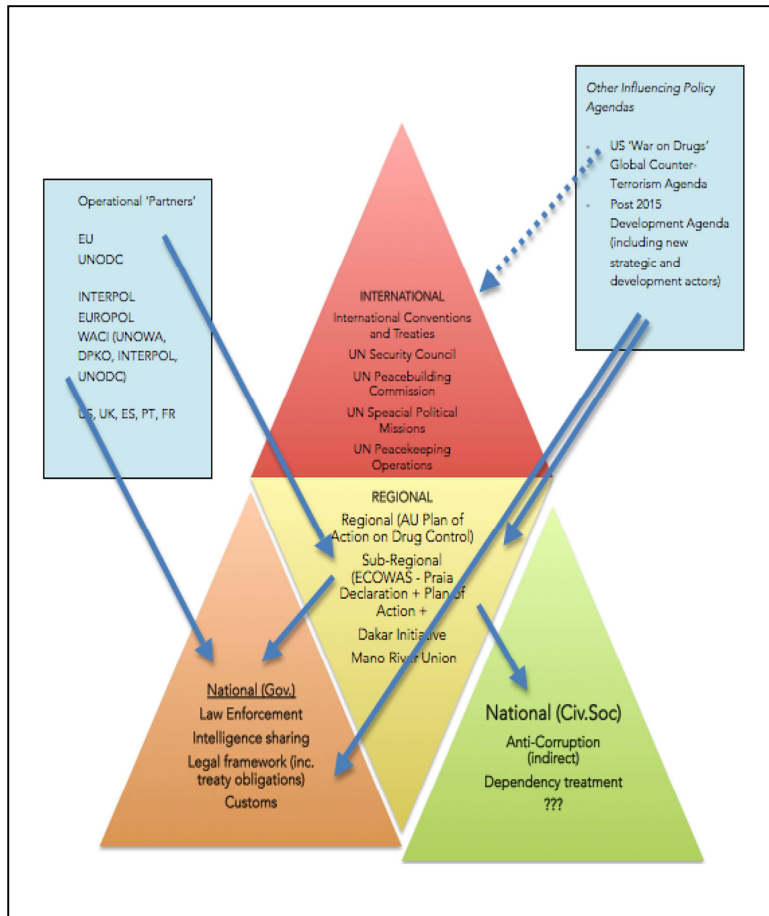 Other Influencing Policy
Agendas
US 'War on Drugs'
Global Counter-
Terrorism Agenda
Post 2015
Development Agenda
(including new
strategic and
development actors)
Operational 'Partners'
EU
UNODC
INTERPOL
EUROPOL
WACI (UNOWA,
DPKO, INTERPOL,
UNODC)
US, UK, ES, PT, FR
INTERNATIONAL
International Conventions
and Treaties
UN Security Council
UN Peacebuilding
Commission
UN Speacial Political
Missions
UN Peacekeeping
Operations
REGIONAL
Regional (AU Plan of
Action on Drug Control)
Sub-Regional
(ECOWAS - Praia
Declaration + Plan of
Action +
Dakar Initiative
Mano River Union
National (Gov.)
Law Enforcement
Intelligence sharing
Legal framework (inc.
treaty obligations)
Customs
National (Civ.Soc)
Anti-Corruption
(indirect)
Dependency treatment
???